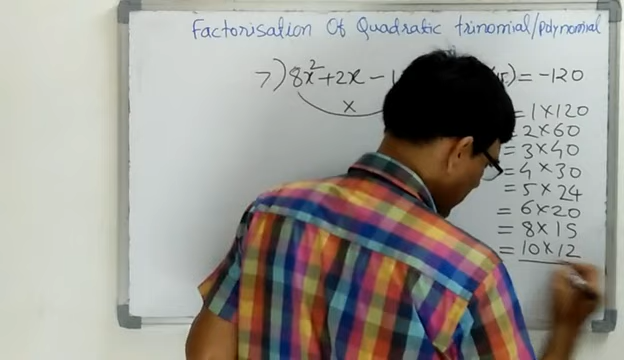 Factorisation Of Quadratic trinomial/polynomial
7) 8x²+2x-1 5)=-120
x
=1×120
=2×60
=3×40
=4×30
=5×24
=6×20
=8×15
=10×12